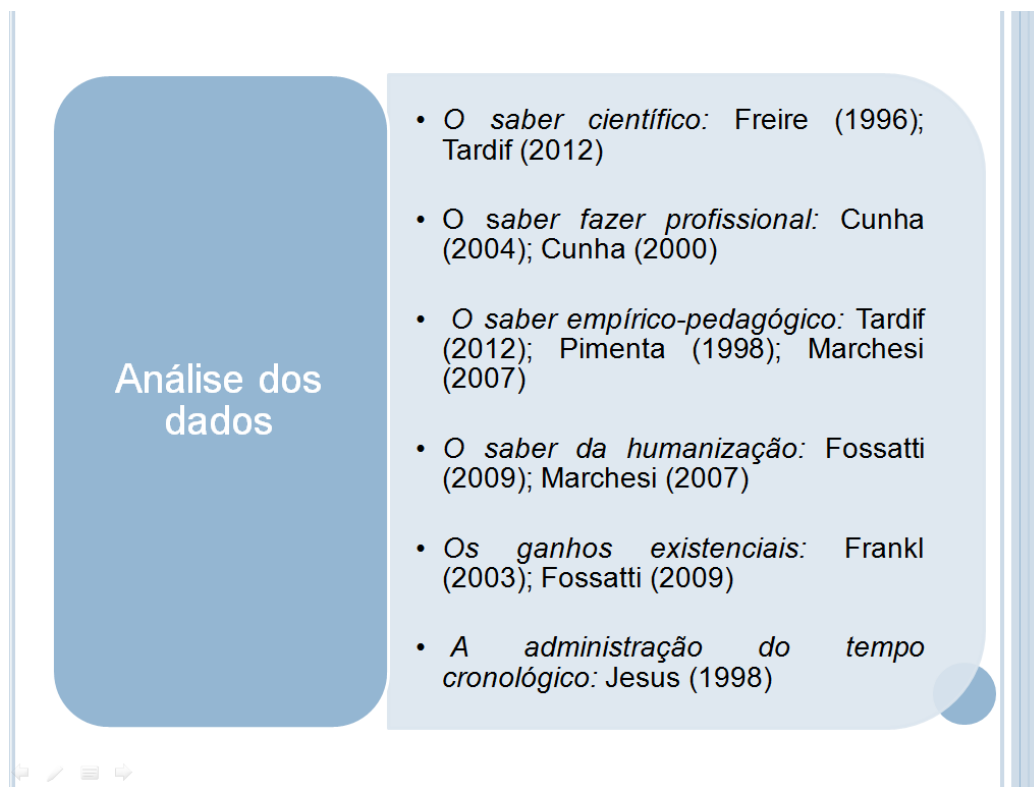 Análise dos
dados
• O saber científico: Freire (1996);
Tardif (2012)
• O saber fazer profissional: Cunha
(2004); Cunha (2000)
• O saber empírico-pedagógico: Tardif
(2012); Pimenta (1998); Marchesi
(2007)
• O saber da humanização: Fossatti
(2009); Marchesi (2007)
• Os ganhos existenciais: Frankl
(2003); Fossatti (2009)
• A administração do tempo
cronológico: Jesus (1998)